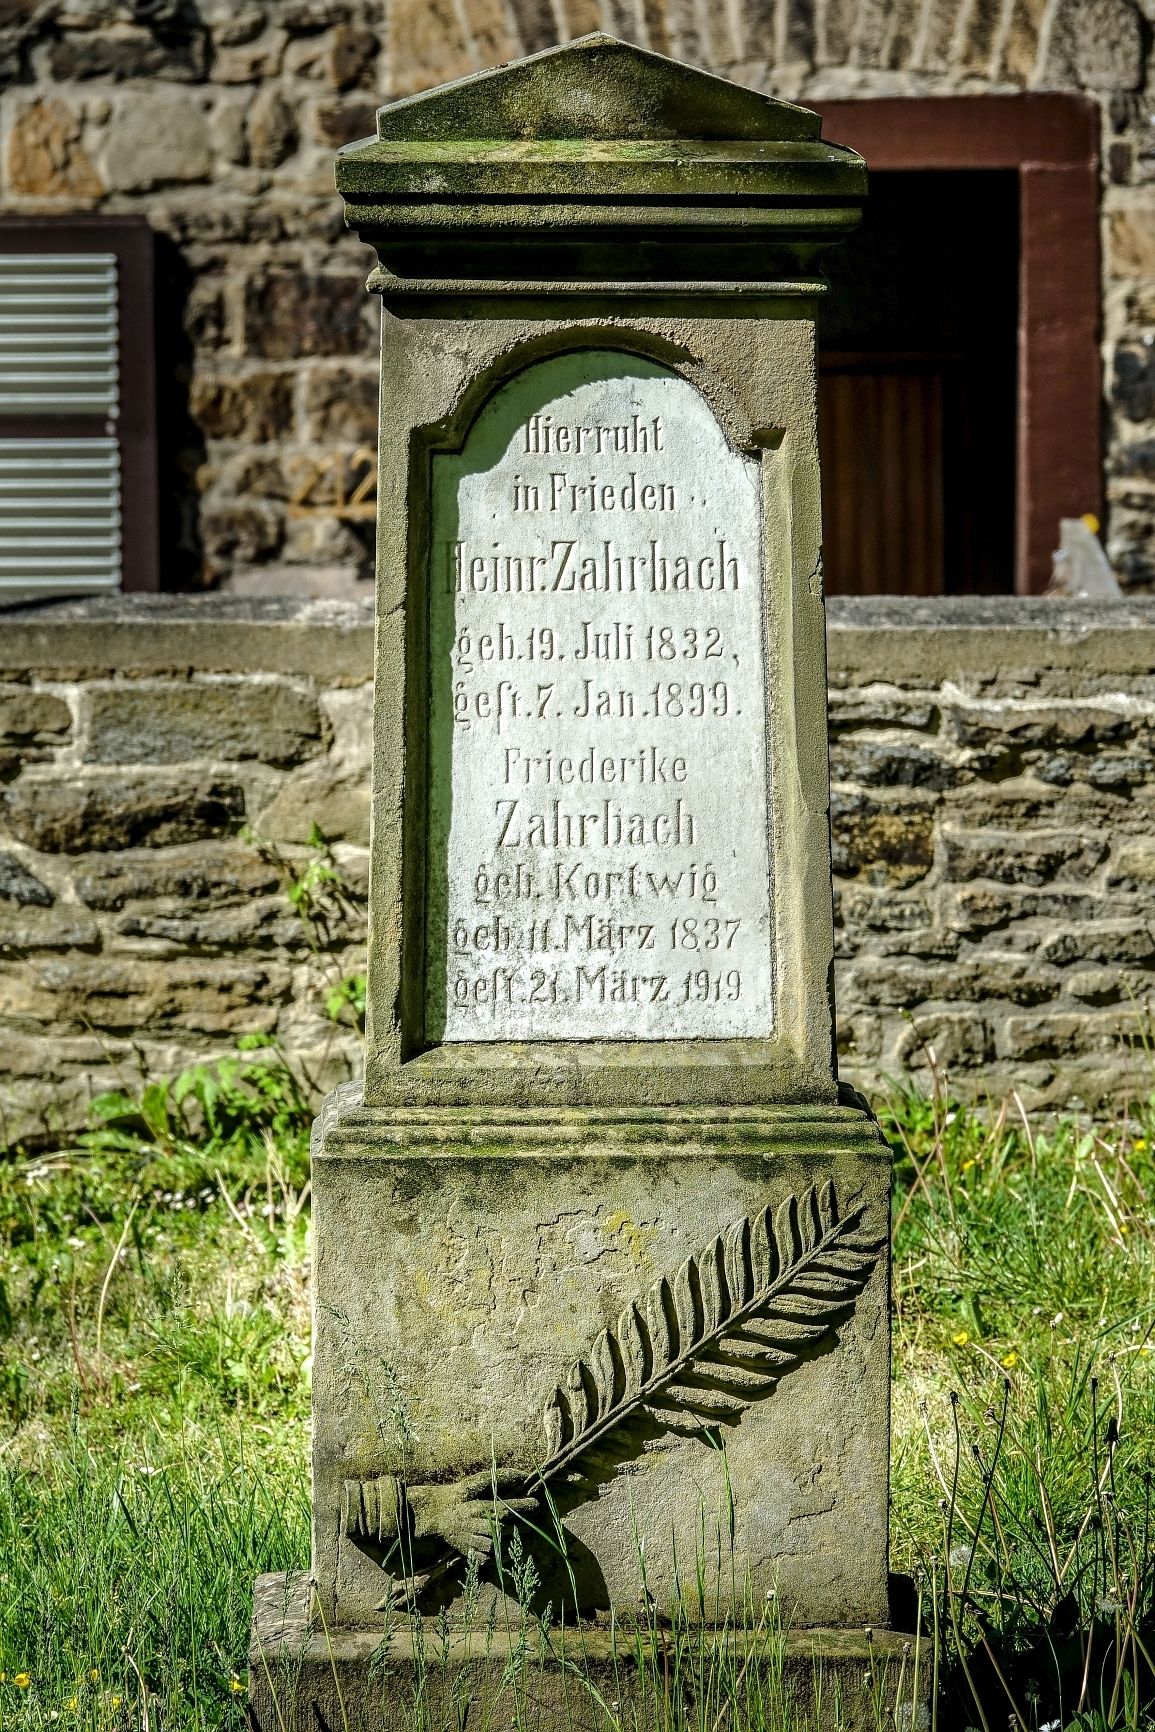 Hier ruht
in Frieden
Heinr. Zahrbach
geb. 19. Juli 1832,
gest. 7. Jan. 1899.
Friederike
Zahrbach
geb. Kortwig
geb. 11. März 1837
gest. 21. März 1919
212